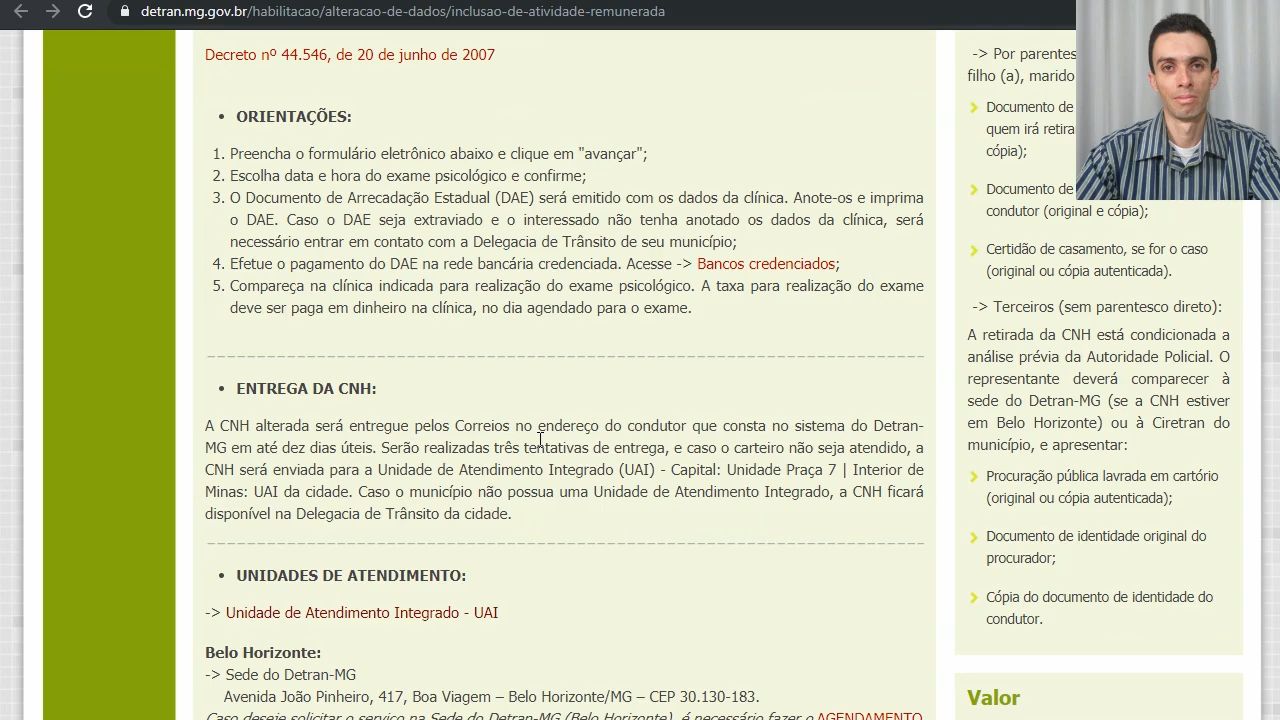 detran.mg.gov.br/habilitacao/alteracao-de-dados/inclusao-de-atividade-remunerada
Decreto nº 44.546, de 20 de junho de 2007
• ORIENTAÇÕES:
1. Preencha o formulário eletrônico abaixo e clique em "avançar";
2. Escolha data e hora do exame psicológico e confirme;
3. O Documento de Arrecadação Estadual (DAE) será emitido com os dados da clínica. Anote-os e imprima
o DAE. Caso o DAE seja extraviado e o interessado não tenha anotado os dados da clínica, será
necessário entrar em contato com a Delegacia de Trânsito de seu município;
4. Efetue o pagamento do DAE na rede bancária credenciada. Acesse -> Bancos credenciados;
5. Compareça na clínica indicada para realização do exame psicológico. A taxa para realização do exame
deve ser paga em dinheiro na clínica, no dia agendado para o exame.
• ENTREGA DA CNH:
A CNH alterada será entregue pelos Correios no endereço do condutor que consta no sistema do Detran-
MG em até dez dias úteis. Serão realizadas três tentativas de entrega, e caso o carteiro não seja atendido, a
CNH será enviada para a Unidade de Atendimento Integrado (UAI) - Capital: Unidade Praça 7 | Interior de
Minas: UAI da cidade. Caso o município não possua uma Unidade de Atendimento Integrado, a CNH ficará
disponível na Delegacia de Trânsito da cidade.
• UNIDADES DE ATENDIMENTO:
-> Unidade de Atendimento Integrado - UAI
Belo Horizonte:
-> Sede do Detran-MG
Avenida João Pinheiro, 417, Boa Viagem – Belo Horizonte/MG – CEP 30.130-183.
Caso deseje solicitar o serviço na Sede do Detran-MG (Belo Horizonte), é necessário fazer o AGENDAMENTO
-> Por parentes
filho (a), marido
Documento de
quem irá retira
cópia);
Documento de
condutor (original e cópia);
Certidão de casamento, se for o caso
(original ou cópia autenticada).
-> Terceiros (sem parentesco direto):
A retirada da CNH está condicionada a
análise prévia da Autoridade Policial. O
representante deverá comparecer à
sede do Detran-MG (se a CNH estiver
em Belo Horizonte) ou à Ciretran do
município, e apresentar:
Procuração pública lavrada em cartório
(original ou cópia autenticada);
Documento de identidade original do
procurador;
Cópia do documento de identidade do
condutor.
Valor